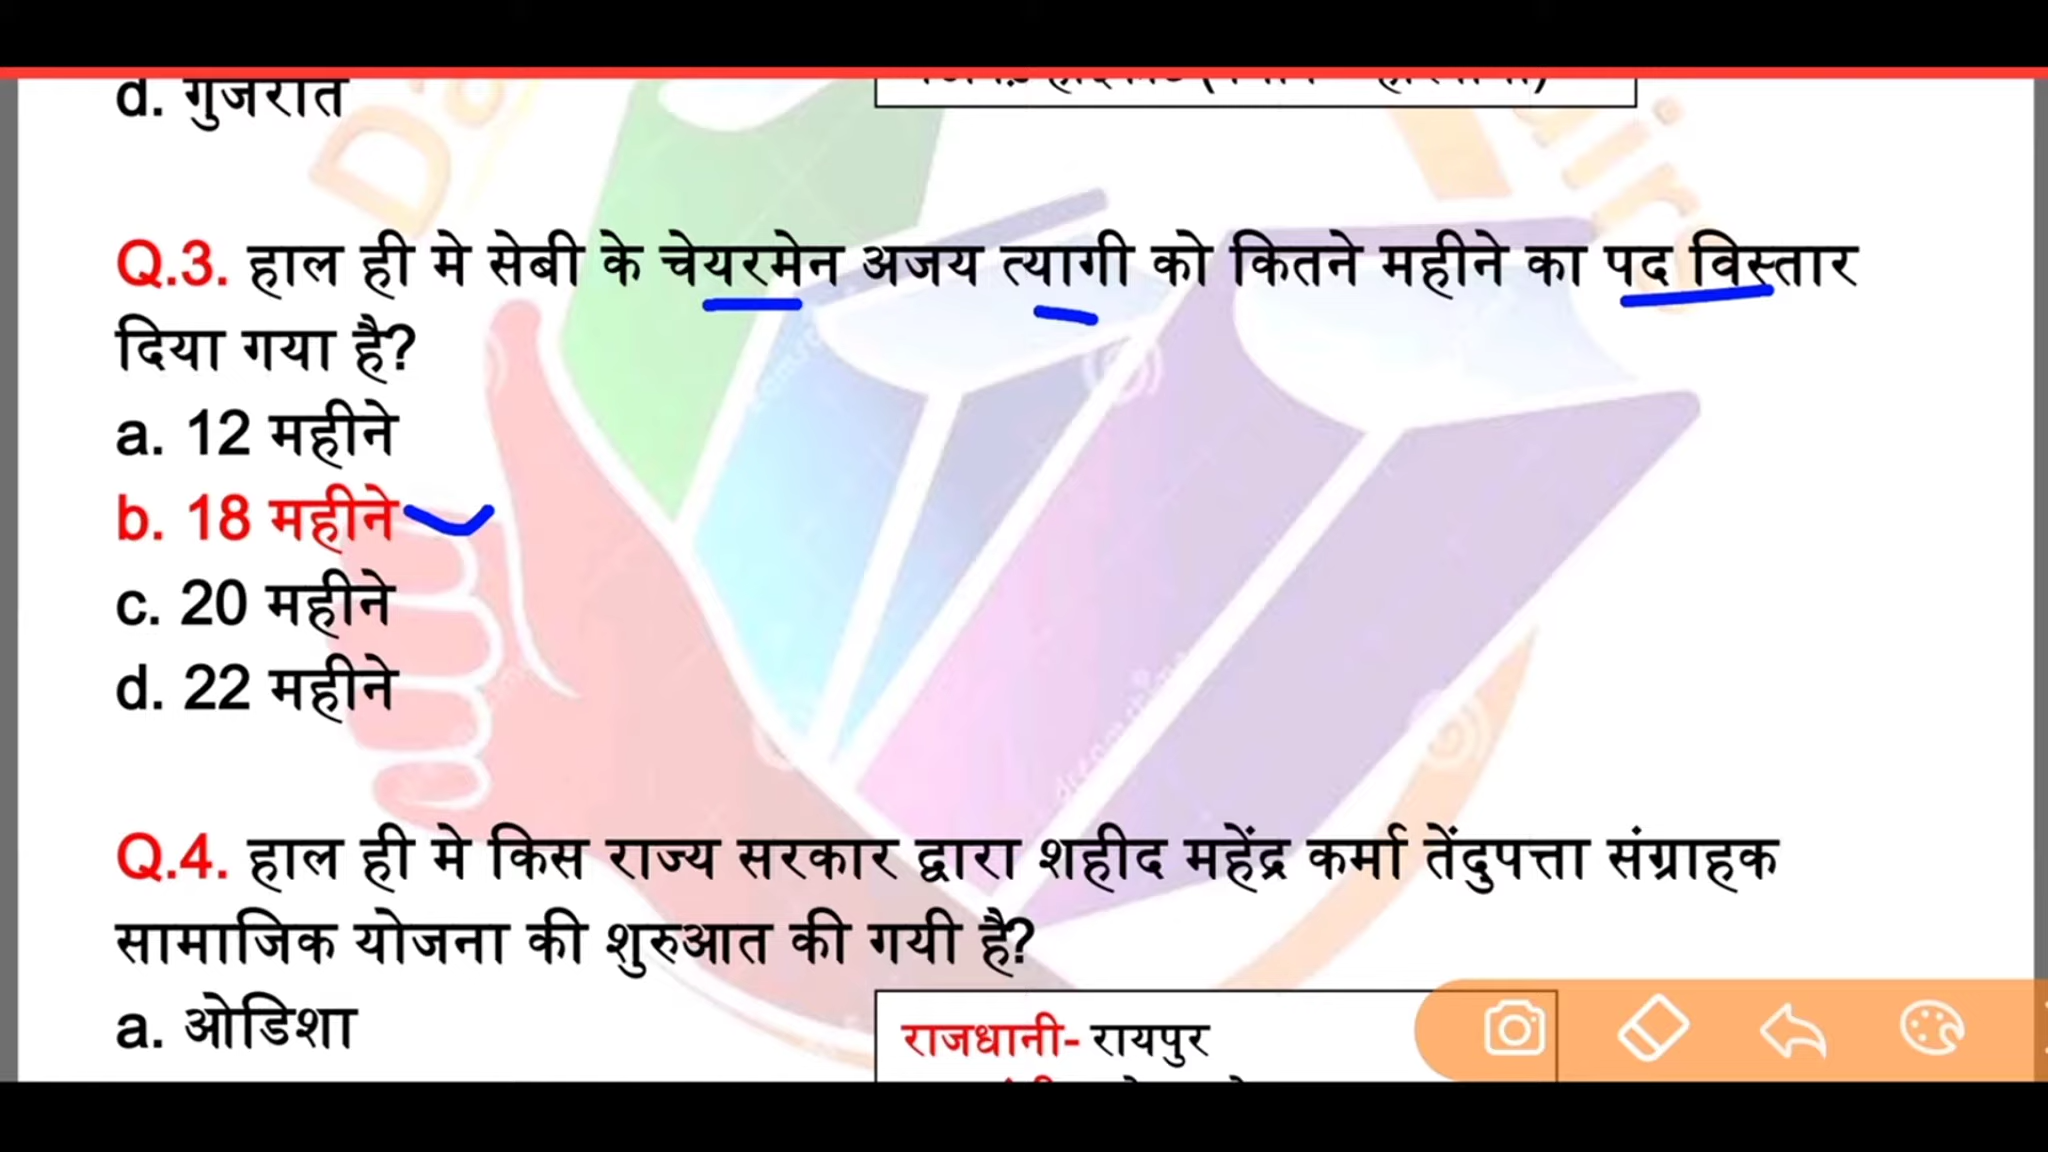 d. गुजरात
Q.3. हाल ही मे सेबी के चेयरमेन अजय त्यागी को कितने महीने का पद विस्तार
दिया गया है?
a. 12 महीने
b. 18 महीने
c. 20 महीने
d. 22 महीने
Q.4. हाल ही मे किस राज्य सरकार द्वारा शहीद महेंद्र कर्मा तेंदुपत्ता संग्राहक
सामाजिक योजना की शुरुआत की गयी है?
a. ओडिशा
राजधानी- रायपुर